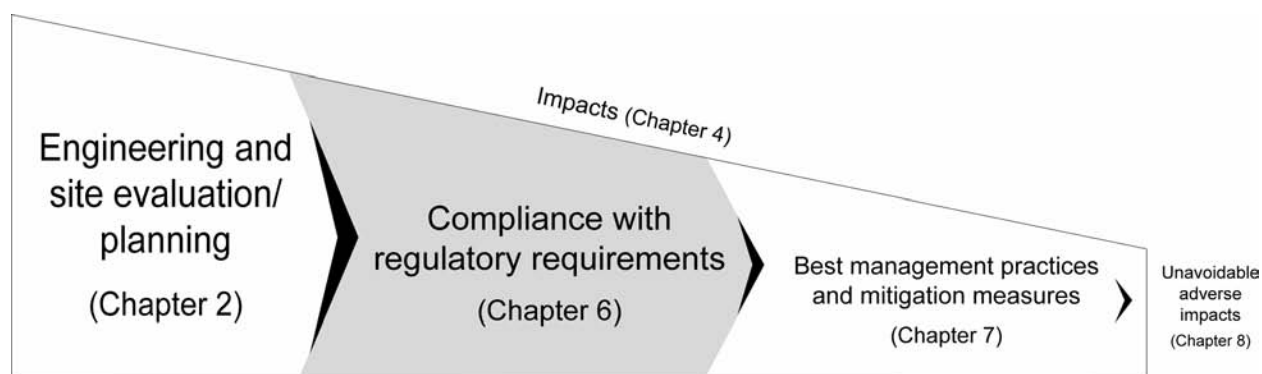 Impacts (Chapter 4)
Engineering and
site evaluation/
planning
(Chapter 2)
Compliance with
regulatory requirements
(Chapter 6)
Best management practices
and mitigation measures
(Chapter 7)
Unavoidable
adverse
impacts
(Chapter 8)